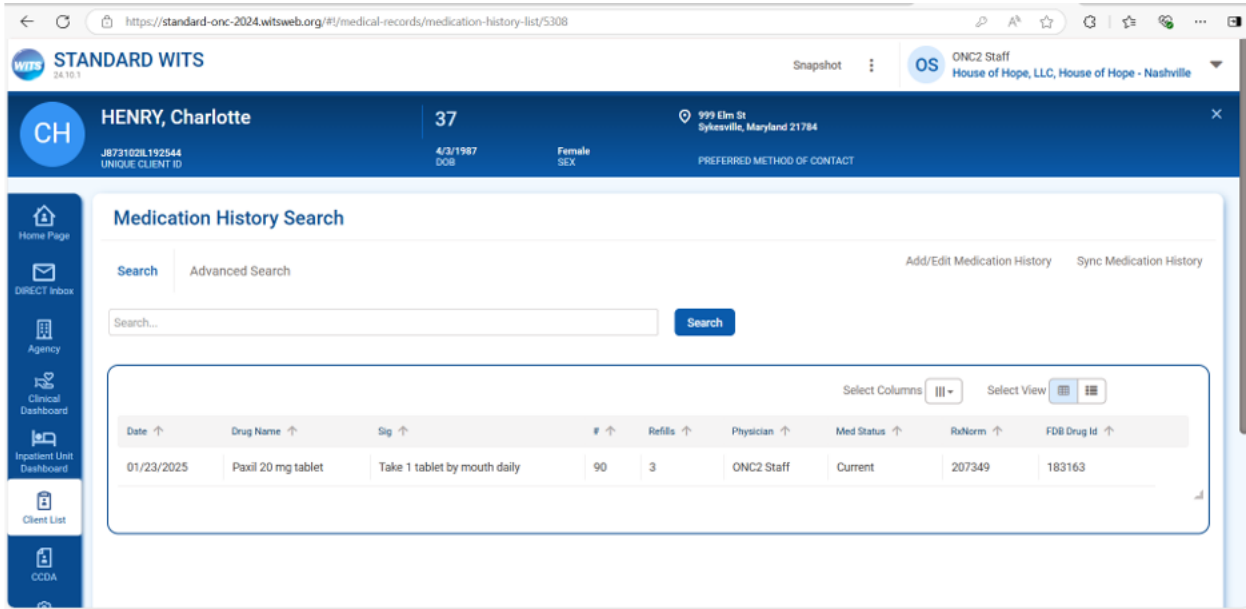 https://standard-onc-2024.witsweb.org/#!/medical-records/medication-history-list/5308
WITS STANDARD WITS
24.10.1
Snapshot
OS
ONC2 Staff
House of Hope, LLC, House of Hope - Nashville
CH
HENRY, Charlotte
J873102IL192544
UNIQUE CLIENT ID
37
4/3/1987
DOB
Female
SEX
999 Elm St
Sykesville, Maryland 21784
PREFERRED METHOD OF CONTACT
Home Page
DIRECT Inbox
Agency
Clinical
Dashboard
Inpatient Unit
Dashboard
Client List
CCDA
Medication History Search
Search Advanced Search
Add/Edit Medication History Sync Medication History
Search... Search
Select Columns Select View
Date Drug Name Sig # Refills Physician Med Status RxNorm FDB Drug Id
01/23/2025 Paxil 20 mg tablet Take 1 tablet by mouth daily 90 3 ONC2 Staff Current 207349 183163